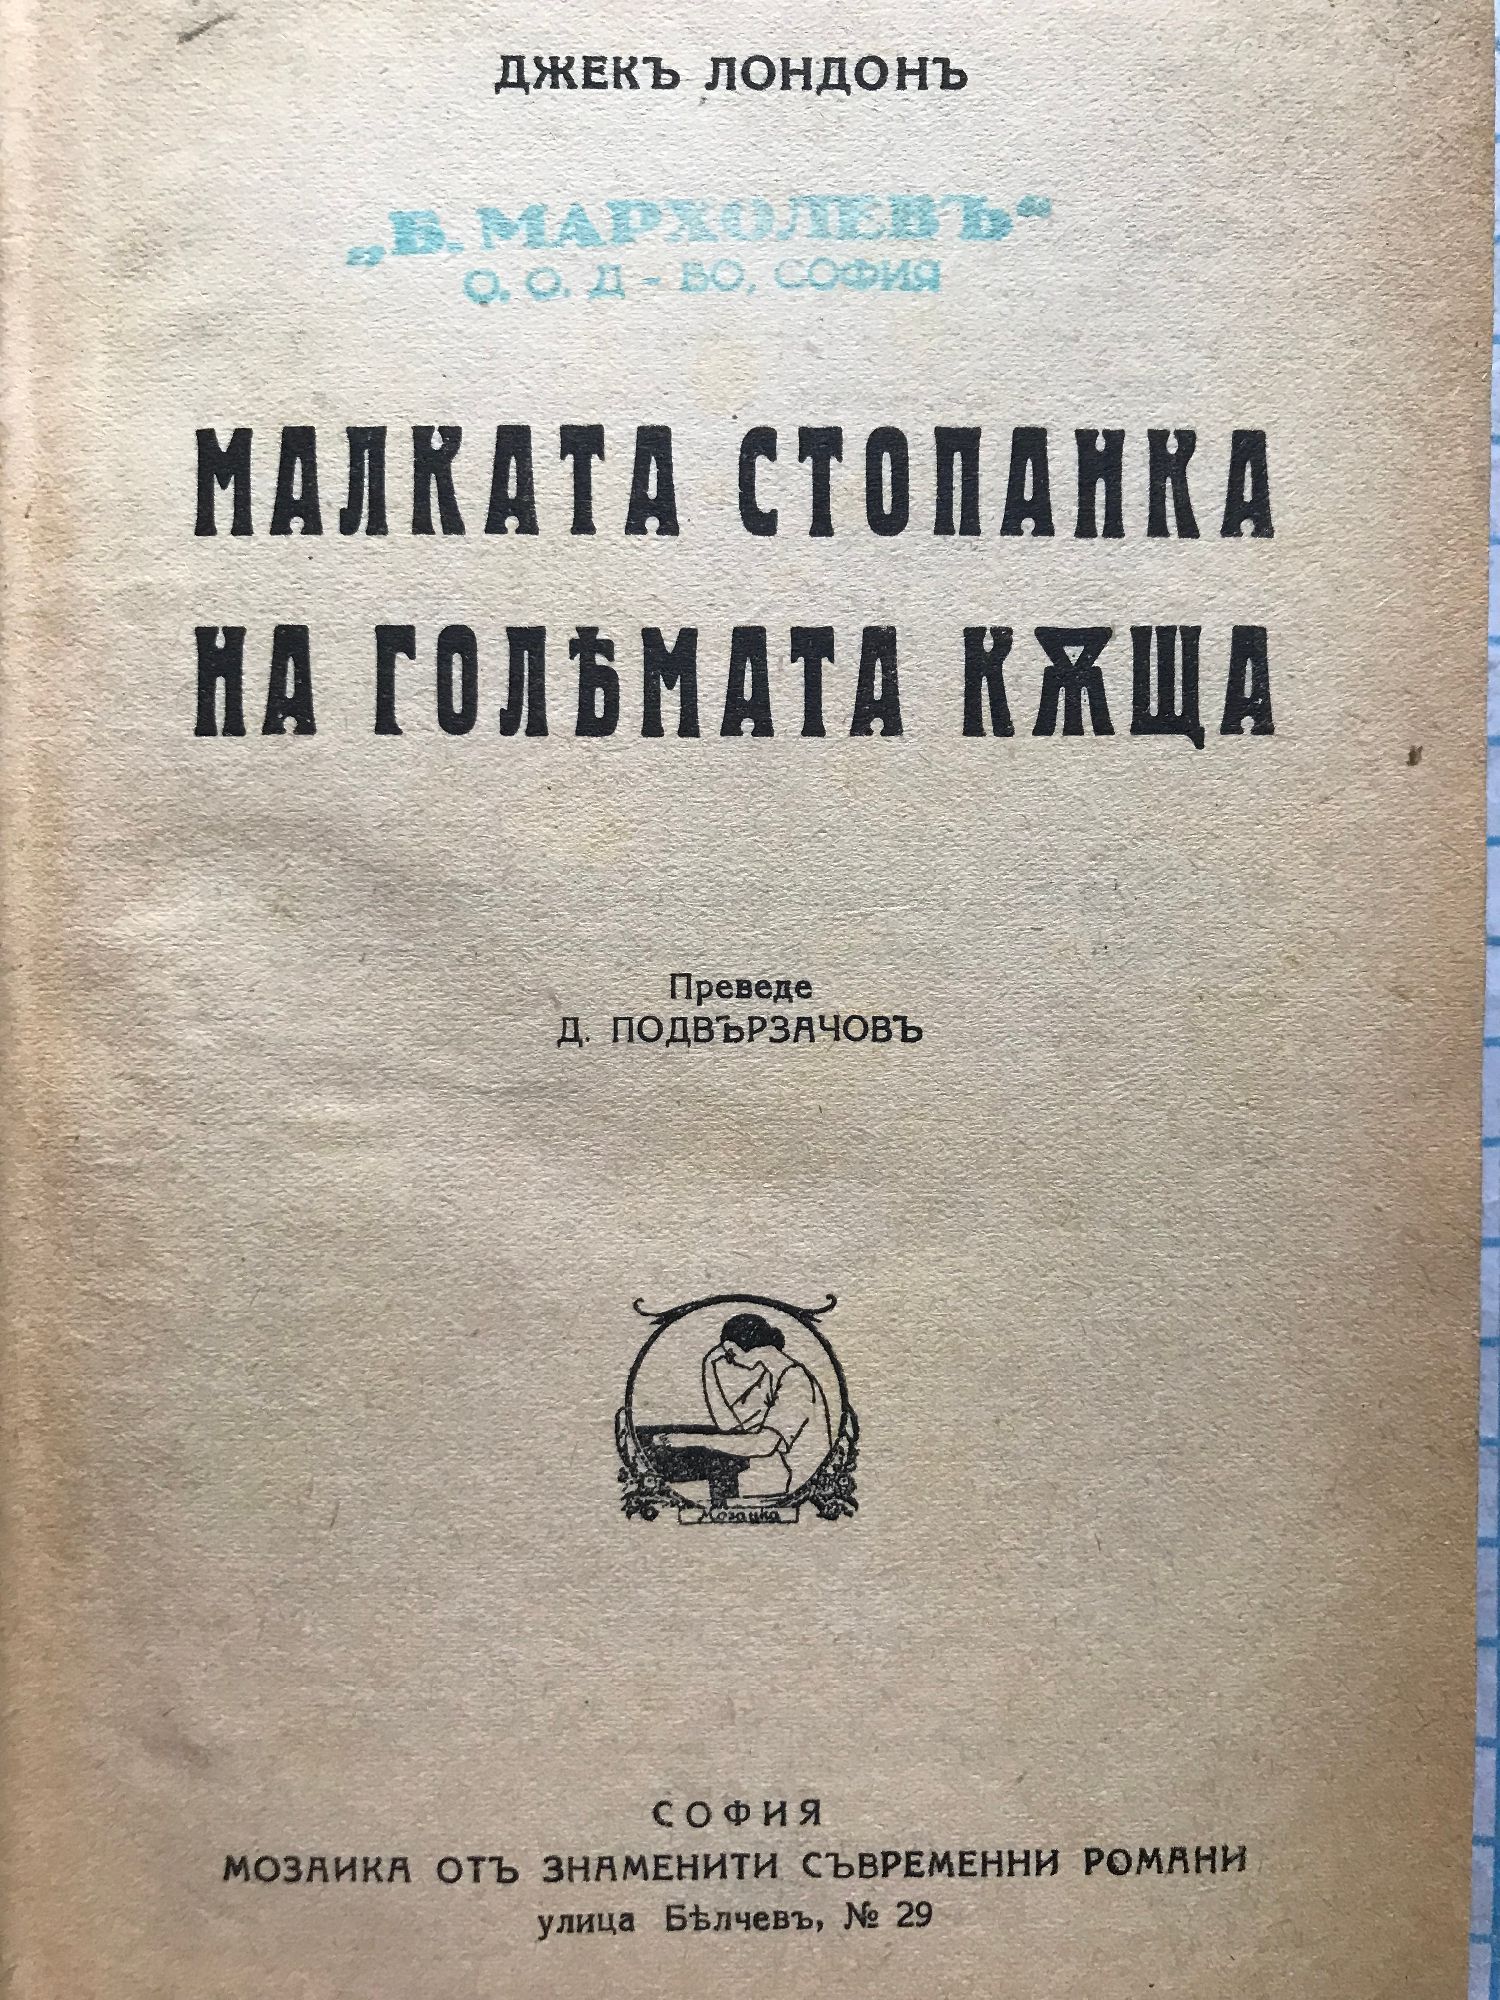 ДЖЕКЪ ЛОНДОНЪ
„Б. МАРХОЛЕВЪ“
О. О. Д - ВО, СОФИЯ
МАЛКАТА СТОПАНКА
НА ГОЛѢМАТА КѪЩА
Преведе
Д. ПОДВЪРЗАЧОВЪ
Мозайка
СОФИЯ
МОЗАИКА ОТЪ ЗНАМЕНИТИ СЪВРЕМЕННИ РОМАНИ
улица Бѣлчевъ, № 29